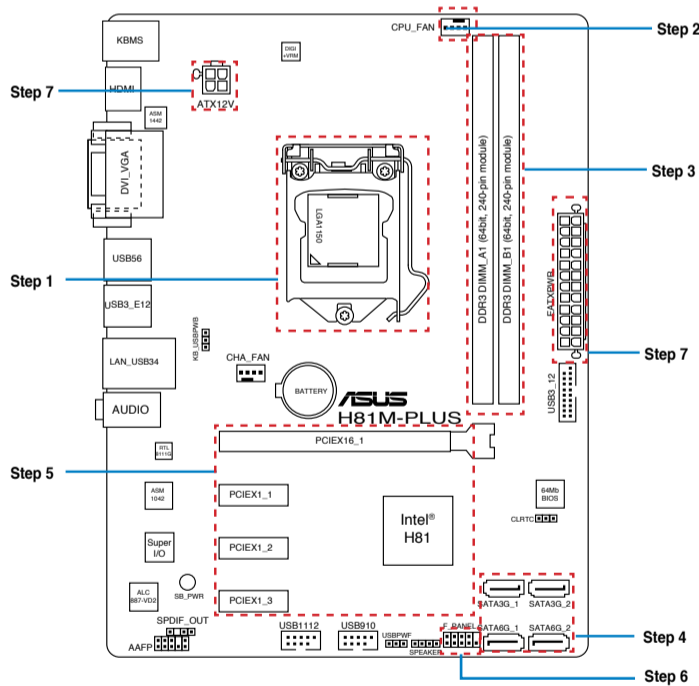 CPU_FAN
Step 2
KBMS
DIGI
+VRM
Step 7
HDMI
ATX12V
ASM
1442
DVI_VGA
LGA1150
DDR3 DIMM_A1 (64bit, 240-pin module)
DDR3 DIMM_B1 (64bit, 240-pin module)
Step 3
USB56
Step 1
USB3_E12
EATXPWR
KB_USBPWB
LAN_USB34
CHA_FAN
Step 7
BATTERY
ASUS
H81M-PLUS
USB3_12
AUDIO
PCIEX16_1
RTL
8111G
Step 5
ASM
1042
PCIEX1_1
64Mb
BIOS
Intel®
H81
CLRTC
Super
I/O
PCIEX1_2
SB_PWR
ALC
887-VD2
PCIEX1_3
SATA3G_1
SATA3G_2
SPDIF_OUT
USB1112
USB910
F_PANEL
SATA6G_1
SATA6G_2
AAFP
USBPWF
SPEAKER
Step 4
Step 6